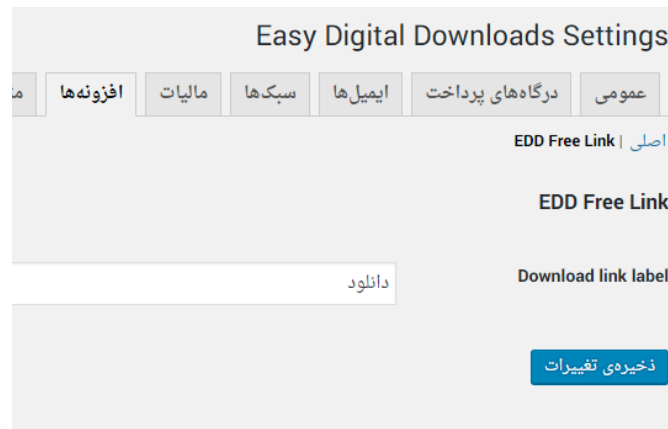 Easy Digital Downloads Settings
عمومی درگاه‌های پرداخت ایمیل‌ها سبک‌ها مالیات افزونه‌ها
اصلی | EDD Free Link
EDD Free Link
Download link label دانلود
ذخیره‌ی تغییرات